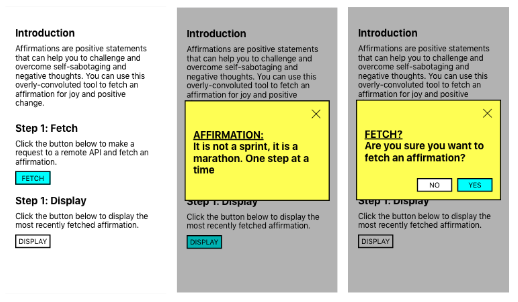 Introduction
Affirmations are positive statements
that can help you to challenge and
overcome self-sabotaging and
negative thoughts. You can use this
overly-convoluted tool to fetch an
affirmation for joy and positive
change.
Step 1: Fetch
Click the button below to make a
request to a remote API and fetch an
affirmation.
FETCH
Step 1: Display
Click the button below to display the
most recently fetched affirmation.
DISPLAY
Introduction
Affirmations are positive statements
that can help you to challenge and
overcome self-sabotaging and
negative thoughts. You can use this
overly-convoluted tool to fetch an
affirmation for joy and positive
AFFIRMATION:
It is not a sprint, it is a
marathon. One step at a
time
Step 1: Display
Click the button below to display the
most recently fetched affirmation.
DISPLAY
Introduction
Affirmations are positive statements
that can help you to challenge and
overcome self-sabotaging and
negative thoughts. You can use this
overly-convoluted tool to fetch an
affirmation for joy and positive
FETCH?
Are you sure you want to
fetch an affirmation?
NO
YES
Step 1: Display
Click the button below to display the
most recently fetched affirmation.
DISPLAY